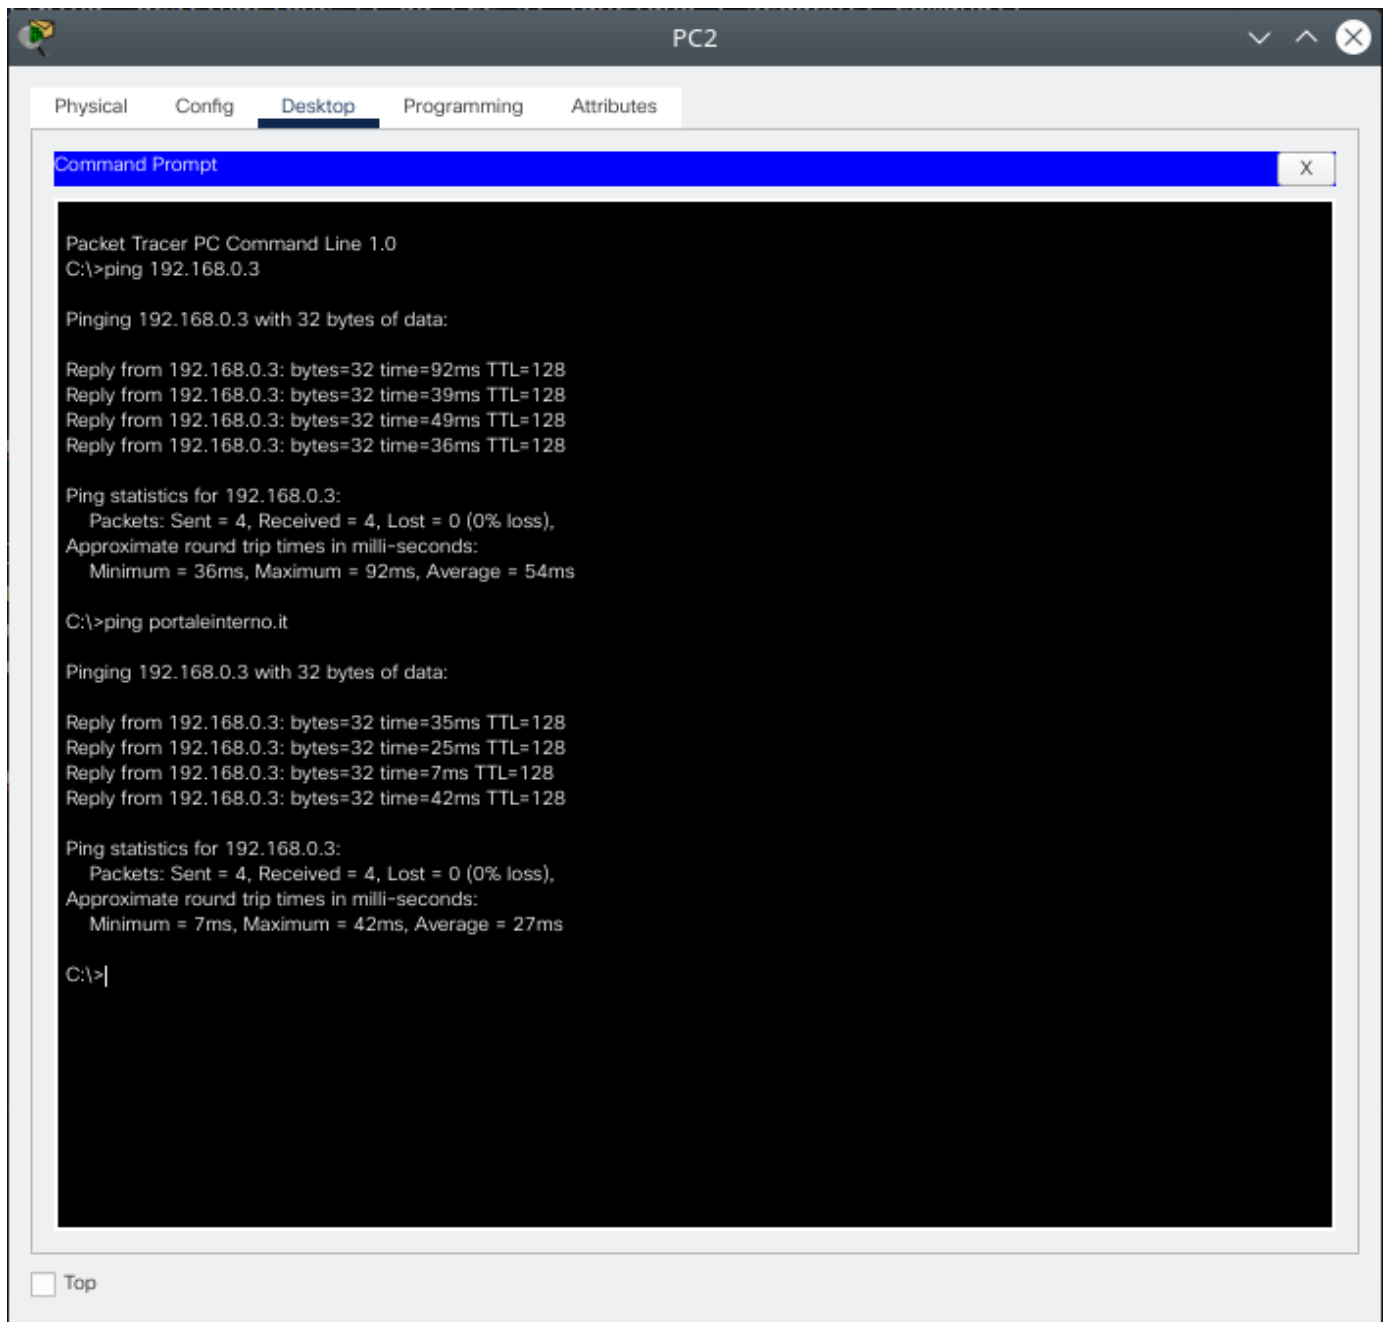 PC2
Physical Config Desktop Programming Attributes
Command Prompt
X
Packet Tracer PC Command Line 1.0
C:\>ping 192.168.0.3
Pinging 192.168.0.3 with 32 bytes of data:
Reply from 192.168.0.3: bytes=32 time=92ms TTL=128
Reply from 192.168.0.3: bytes=32 time=39ms TTL=128
Reply from 192.168.0.3: bytes=32 time=49ms TTL=128
Reply from 192.168.0.3: bytes=32 time=36ms TTL=128
Ping statistics for 192.168.0.3:
Packets: Sent = 4, Received = 4, Lost = 0 (0% loss),
Approximate round trip times in milli-seconds:
Minimum = 36ms, Maximum = 92ms, Average = 54ms
C:\>ping portaleinterno.it
Pinging 192.168.0.3 with 32 bytes of data:
Reply from 192.168.0.3: bytes=32 time=35ms TTL=128
Reply from 192.168.0.3: bytes=32 time=25ms TTL=128
Reply from 192.168.0.3: bytes=32 time=7ms TTL=128
Reply from 192.168.0.3: bytes=32 time=42ms TTL=128
Ping statistics for 192.168.0.3:
Packets: Sent = 4, Received = 4, Lost = 0 (0% loss),
Approximate round trip times in milli-seconds:
Minimum = 7ms, Maximum = 42ms, Average = 27ms
C:\>
Top